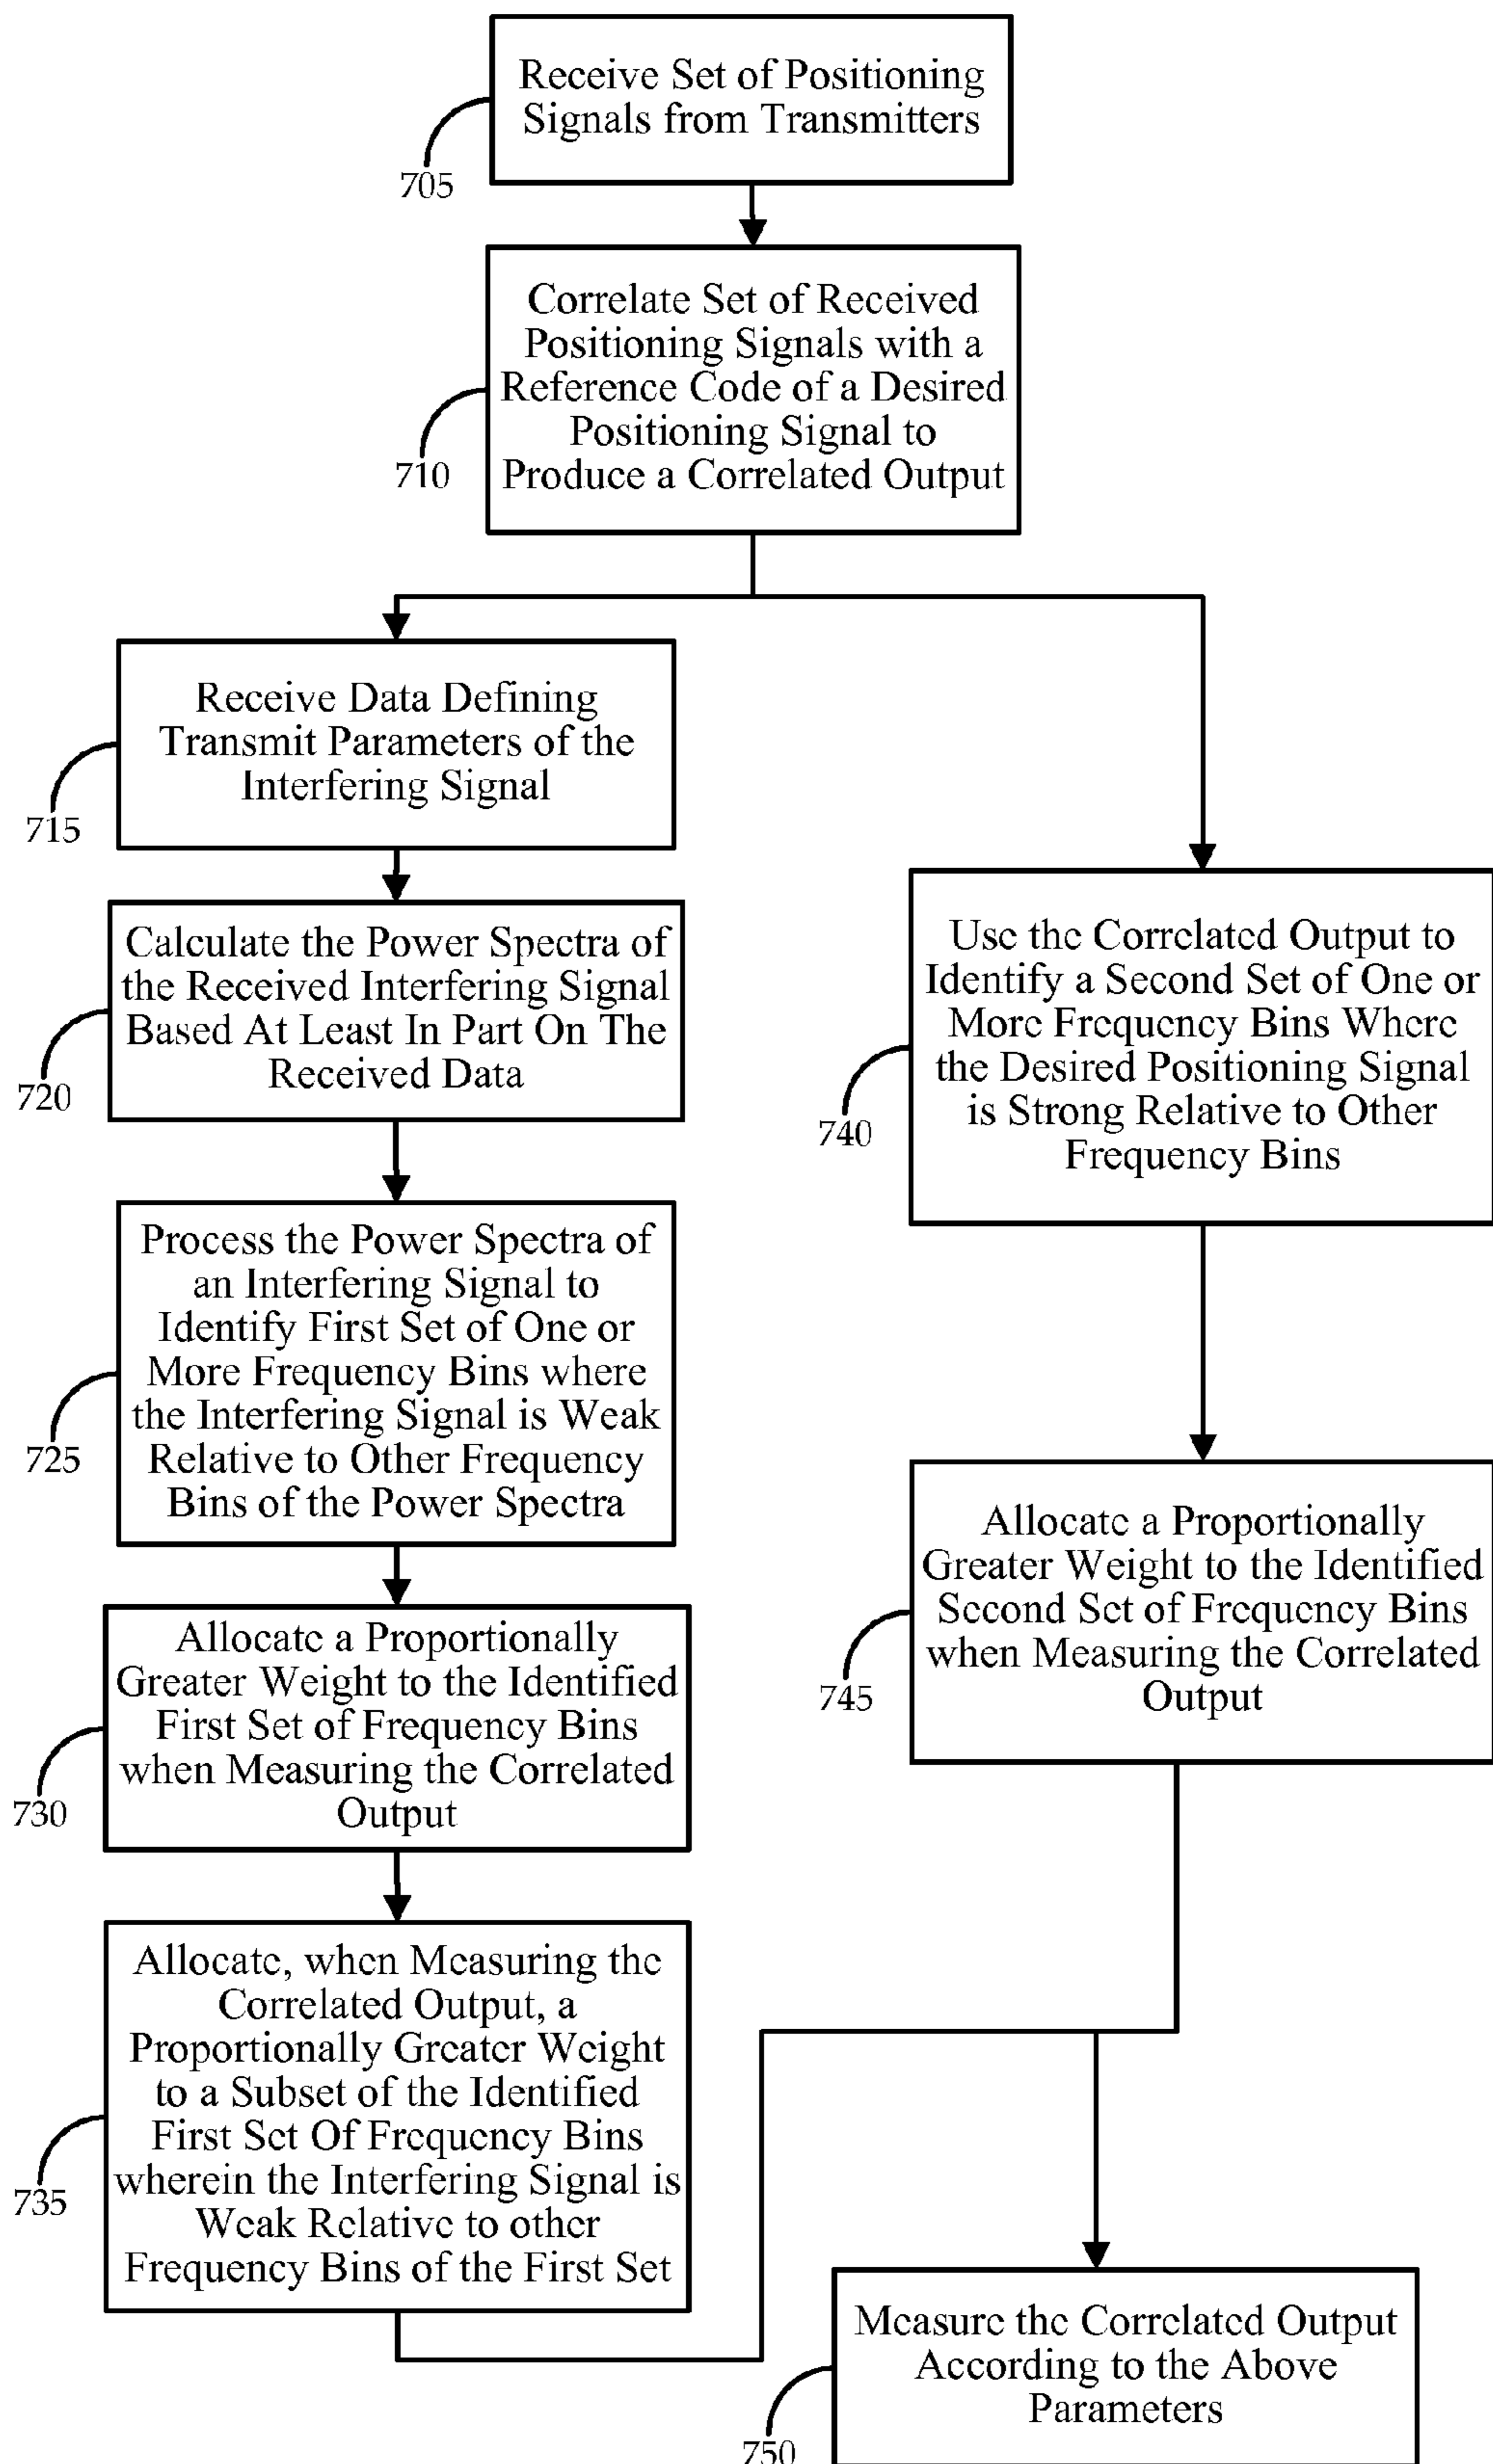 Receive Set of Positioning
Signals from Transmitters
705
Correlate Set of Received
Positioning Signals with a
Reference Code of a Desired
Positioning Signal to
Produce a Correlated Output
710
Receive Data Defining
Transmit Parameters of the
Interfering Signal
715
Calculate the Power Spectra of
the Received Interfering Signal
Based At Least In Part On The
Received Data
720
Process the Power Spectra of
an Interfering Signal to
Identify First Set of One or
More Frequency Bins where
the Interfering Signal is Weak
Relative to Other Frequency
Bins of the Power Spectra
725
Allocate a Proportionally
Greater Weight to the Identified
First Set of Frequency Bins
when Measuring the Correlated
Output
730
Allocate, when Measuring the
Correlated Output, a
Proportionally Greater Weight
to a Subset of the Identified
First Set Of Frequency Bins
wherein the Interfering Signal is
Weak Relative to other
Frequency Bins of the First Set
735
Use the Correlated Output to
Identify a Second Set of One or
More Frequency Bins Where
the Desired Positioning Signal
is Strong Relative to Other
Frequency Bins
740
Allocate a Proportionally
Greater Weight to the Identified
Second Set of Frequency Bins
when Measuring the Correlated
Output
745
Measure the Correlated Output
According to the Above
Parameters
750